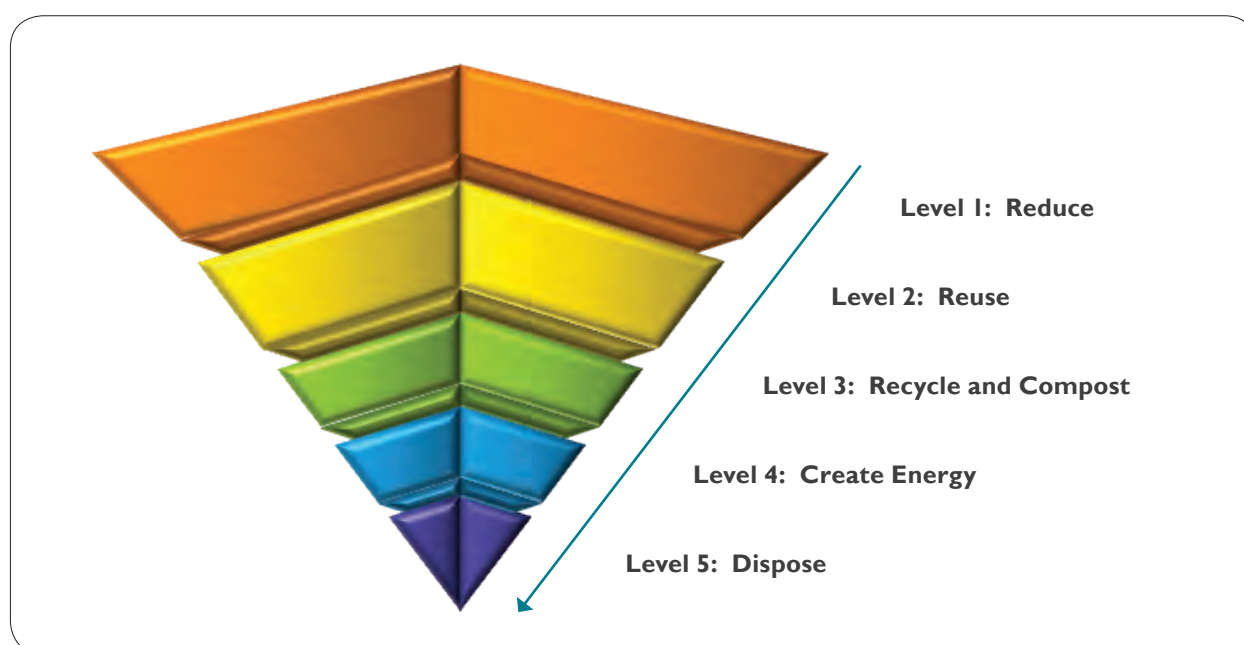 Level 1:  Reduce
Level 2:  Reuse
Level 3:  Recycle and Compost
Level 4:  Create Energy
Level 5:  Dispose